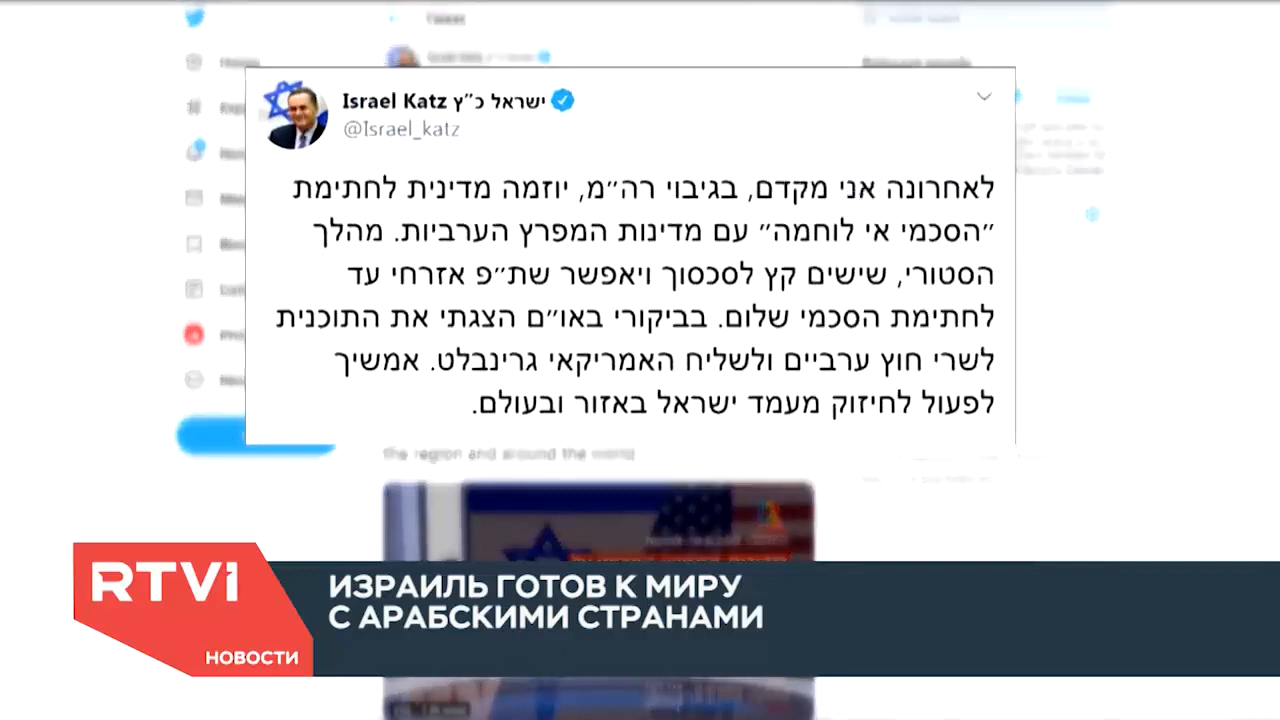 Tweet
Israel Katz ישראל כ״ץ
@Israel_katz
לאחרונה אני מקדם, בגיבוי רה״מ, יוזמה מדינית לחתימת
״הסכמי אי לוחמה״ עם מדינות המפרץ הערביות. מהלך
הסטורי, שישים קץ לסכסוך ויאפשר שת״פ אזרחי עד
לחתימת הסכמי שלום. בביקורי באו״ם הצגתי את התוכנית
לשרי חוץ ערביים ולשליח האמריקאי גרינבלט. אמשיך
לפעול לחיזוק מעמד ישראל באזור ובעולם.
the region and around the world
RTVi
НОВОСТИ
ИЗРАИЛЬ ГОТОВ К МИРУ
С АРАБСКИМИ СТРАНАМИ